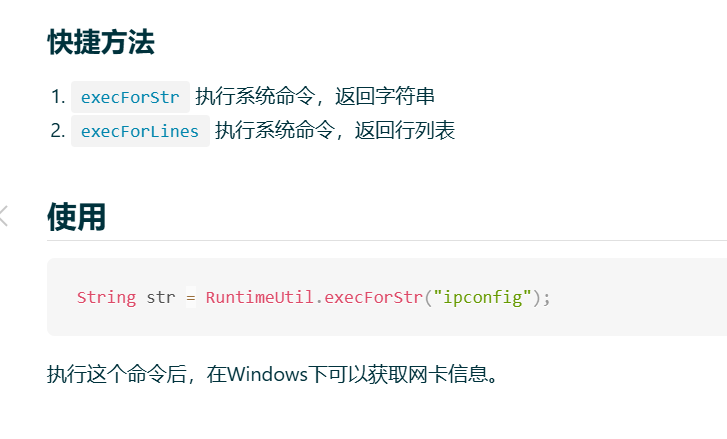 快捷方法
1. execForStr 执行系统命令，返回字符串
2. execForLines 执行系统命令，返回行列表
使用
String str = RuntimeUtil.execForStr("ipconfig");
执行这个命令后，在Windows下可以获取网卡信息。